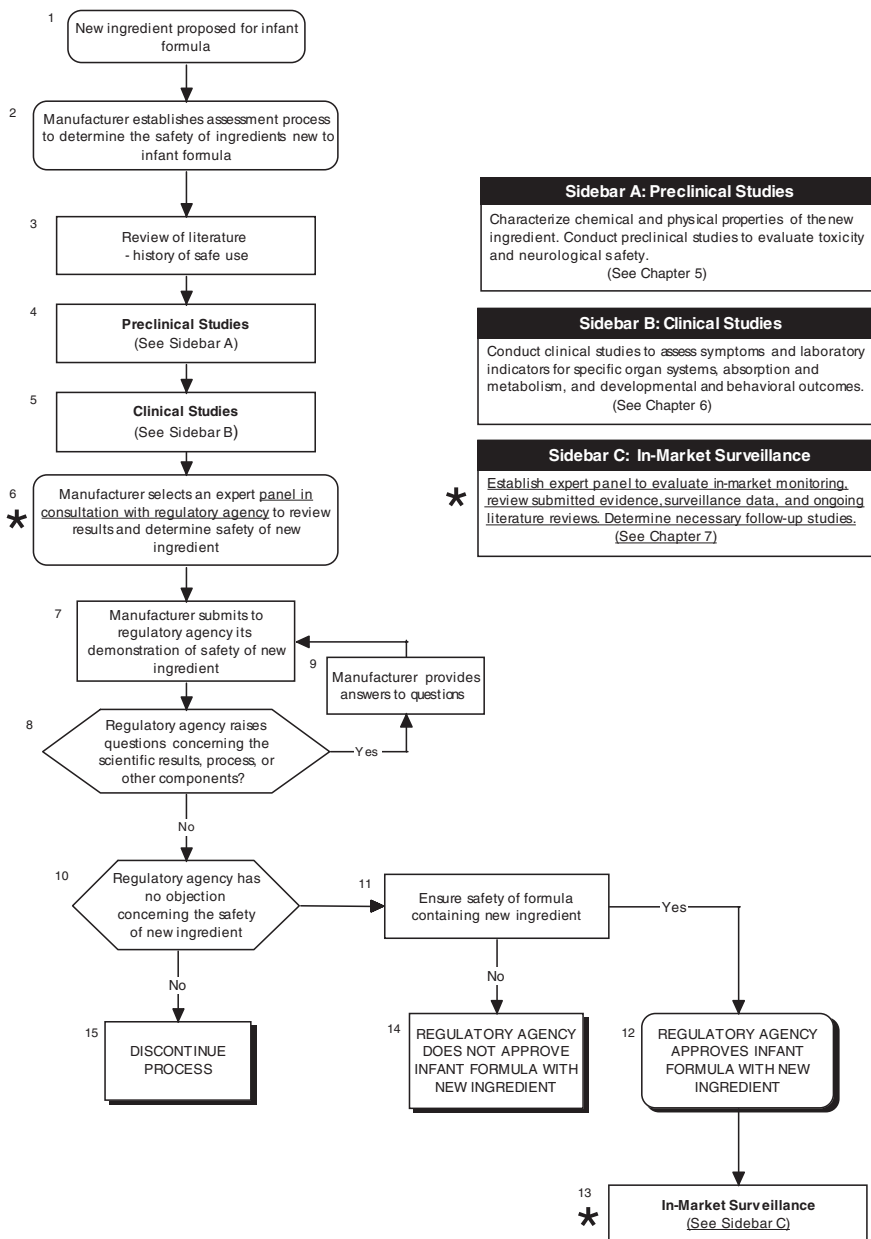 1
New ingredient proposed for infant
formula
2
Manufacturer establishes assessment process
to determine the safety of ingredients new to
infant formula
3
Review of literature
- history of safe use
4
Preclinical Studies
(See Sidebar A)
5
Clinical Studies
(See Sidebar B)
6
*
Manufacturer selects an expert panel in
consultation with regulatory agency to review
results and determine safety of new
ingredient
7
Manufacturer submits to
regulatory agency its
demonstration of safety of new
ingredient
9
Manufacturer provides
answers to questions
8
Regulatory agency raises
questions concerning the
scientific results, process, or
other components?
Yes
No
10
Regulatory agency has
no objection
concerning the safety
of new ingredient
11
Ensure safety of formula
containing new ingredient
Yes
No
No
15
DISCONTINUE
PROCESS
14
REGULATORY AGENCY
DOES NOT APPROVE
INFANT FORMULA WITH
NEW INGREDIENT
12
REGULATORY AGENCY
APPROVES INFANT
FORMULA WITH NEW
INGREDIENT
13
*
In-Market Surveillance
(See Sidebar C)
Sidebar A: Preclinical Studies
Characterize chemical and physical properties of the new
ingredient. Conduct preclinical studies to evaluate toxicity
and neurological safety.
(See Chapter 5)
Sidebar B: Clinical Studies
Conduct clinical studies to assess symptoms and laboratory
indicators for specific organ systems, absorption and
metabolism, and developmental and behavioral outcomes.
(See Chapter 6)
Sidebar C: In-Market Surveillance
*
Establish expert panel to evaluate in-market monitoring,
review submitted evidence, surveillance data, and ongoing
literature reviews. Determine necessary follow-up studies.
(See Chapter 7)